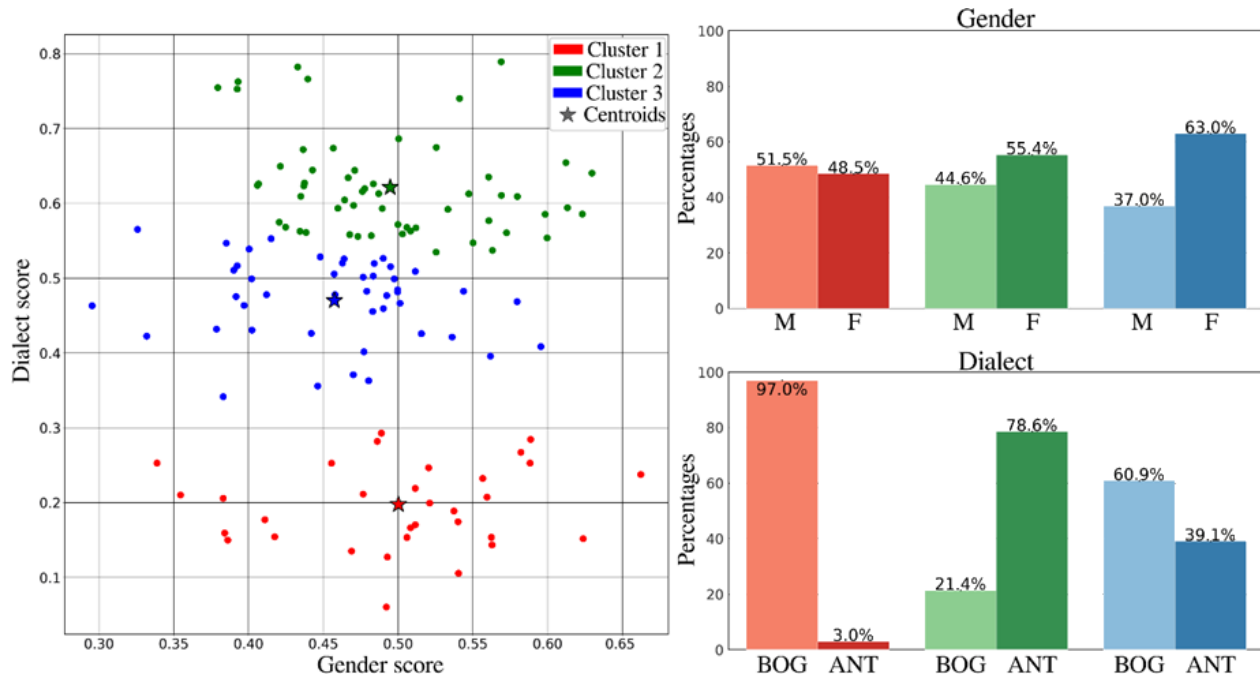 0.8
0.7
0.6
0.5
0.4
0.3
0.2
0.1
Dialect score
0.30 0.35 0.40 0.45 0.50 0.55 0.60 0.65
Gender score
Cluster 1
Cluster 2
Cluster 3
Centroids
Gender
100
80
60
40
20
0
Percentages
51.5% 48.5% 44.6% 55.4% 37.0% 63.0%
M F M F M F
Dialect
100
80
60
40
20
0
Percentages
97.0% 3.0% 21.4% 78.6% 60.9% 39.1%
BOG ANT BOG ANT BOG ANT